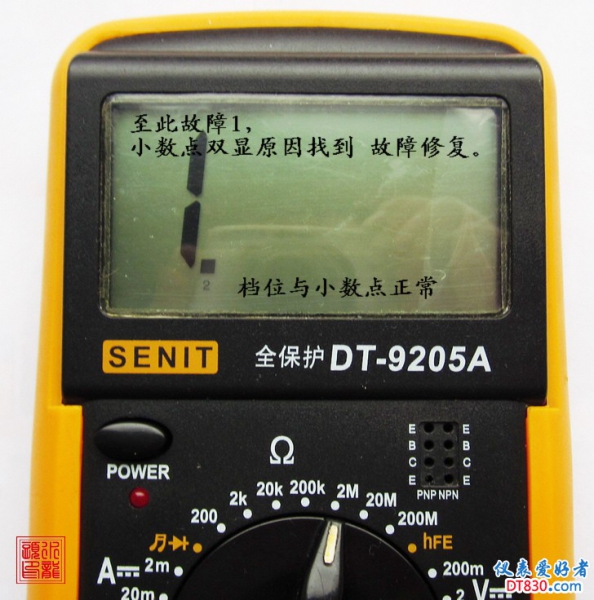 至此故障1,
小数点双显原因找到 故障修复。
1.
2
档位与小数点正常
SENIT
全保护 DT-9205A
POWER
Ω
E E
B B
C C
E E
PNP NPN
200 2k 20k 200k 2M 20M 200M
hFE
A 2m 200m
20m 2 V
仪表爱好者
DT830.com